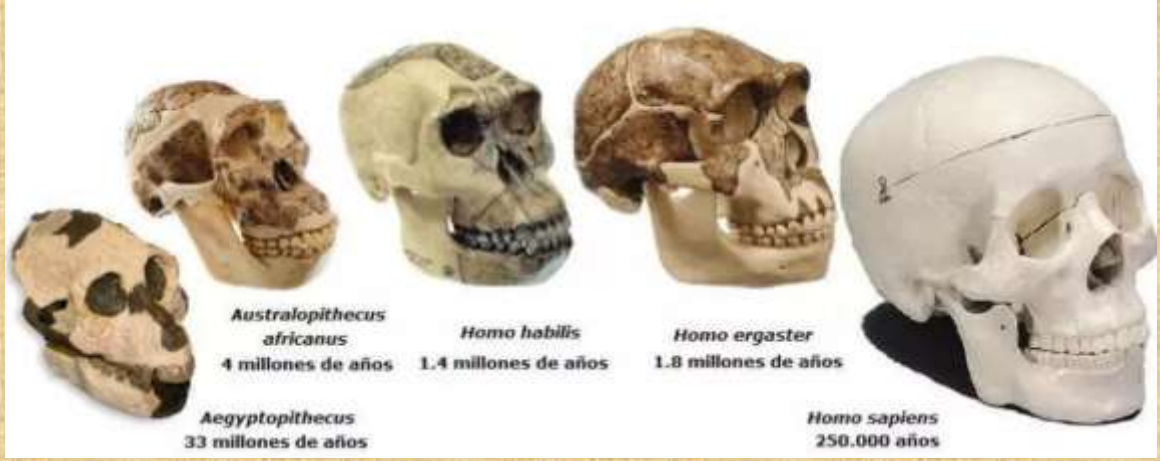 Australopithecus
africanus
4 millones de años
Homo habilis
1.4 millones de años
Homo ergaster
1.8 millones de años
Aegyptopithecus
33 millones de años
Homo sapiens
250.000 años